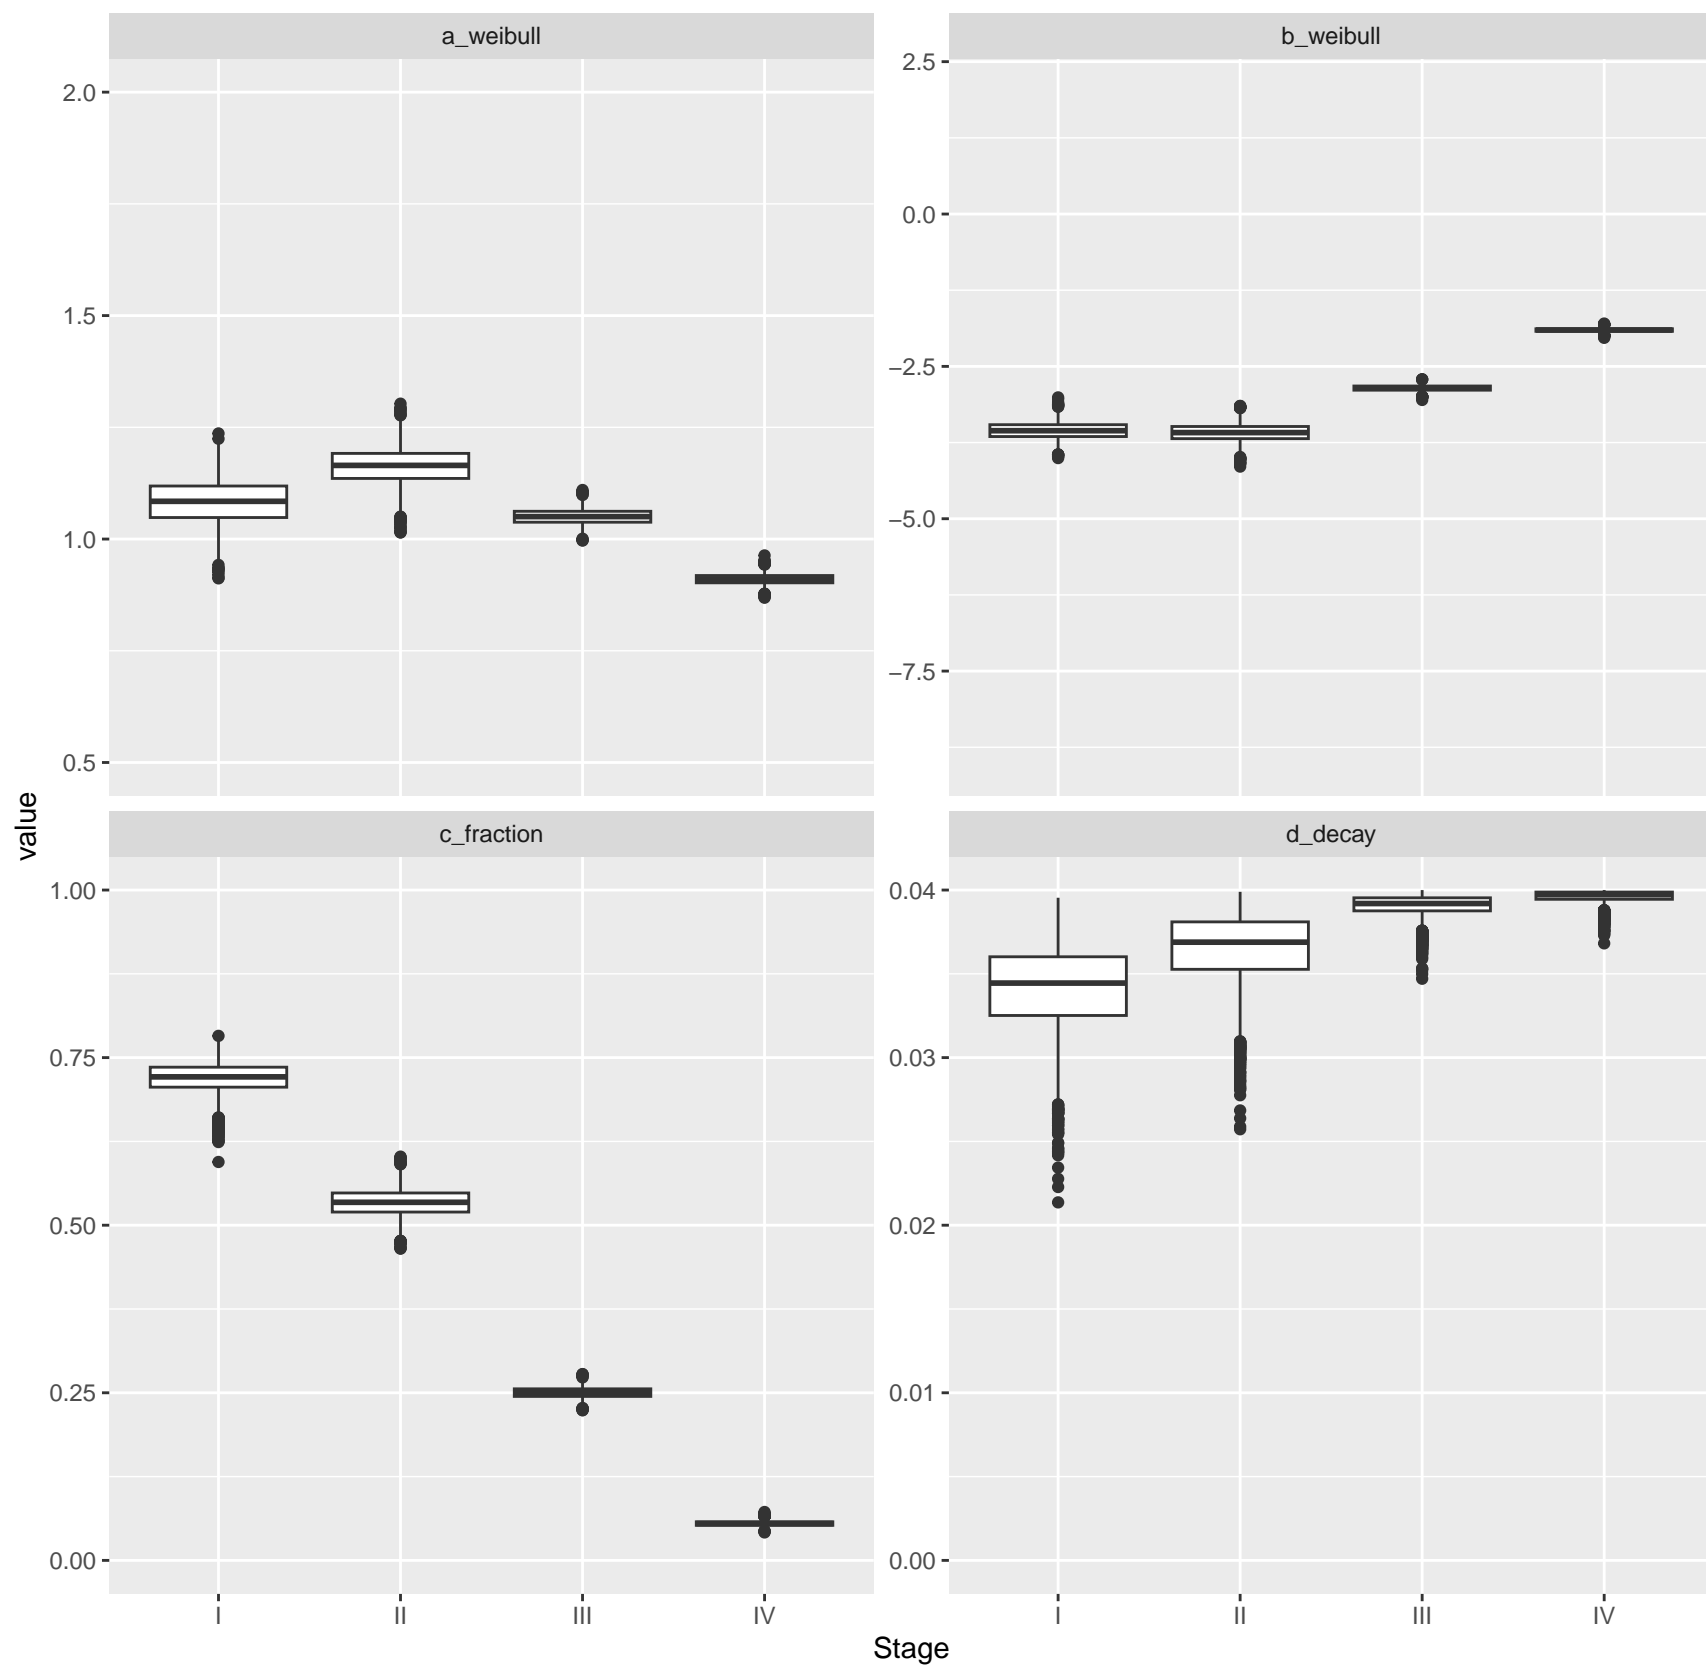 a_weibull
b_weibull
2.0
1.5
1.0
0.5
2.5
0.0
−2.5
−5.0
−7.5
value
c_fraction
d_decay
1.00
0.75
0.50
0.25
0.00
0.04
0.03
0.02
0.01
0.00
I II III IV
I II III IV
Stage